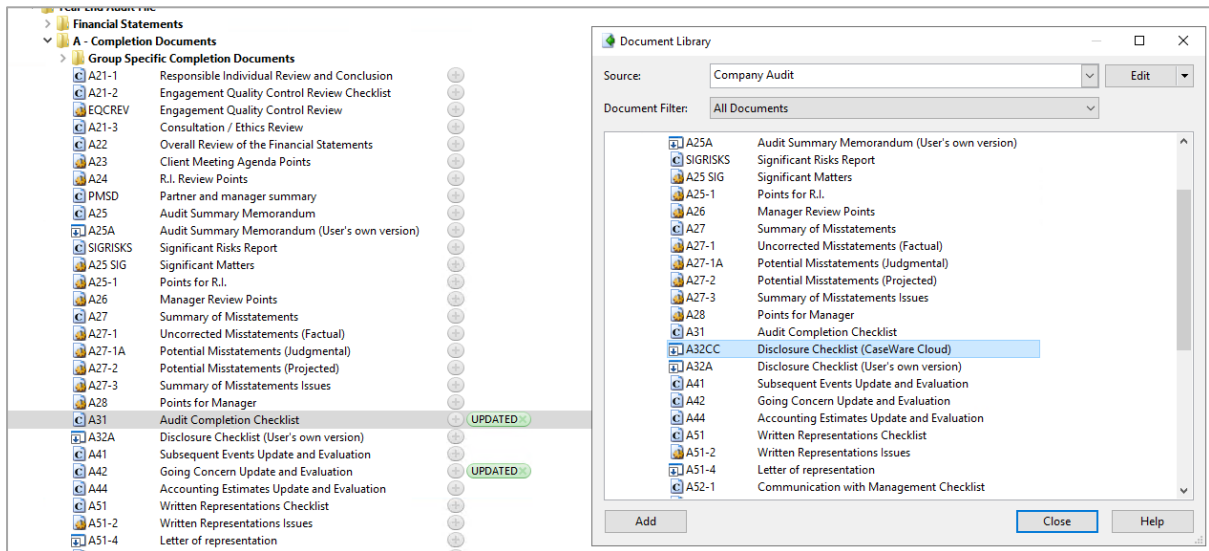 Year End Audit File
Financial Statements
A - Completion Documents
Group Specific Completion Documents
A21-1 Responsible Individual Review and Conclusion
A21-2 Engagement Quality Control Review Checklist
EQCREV Engagement Quality Control Review
A21-3 Consultation / Ethics Review
A22 Overall Review of the Financial Statements
A23 Client Meeting Agenda Points
A24 R.I. Review Points
PMSD Partner and manager summary
A25 Audit Summary Memorandum
A25A Audit Summary Memorandum (User's own version)
SIGRISKS Significant Risks Report
A25 SIG Significant Matters
A25-1 Points for R.I.
A26 Manager Review Points
A27 Summary of Misstatements
A27-1 Uncorrected Misstatements (Factual)
A27-1A Potential Misstatements (Judgmental)
A27-2 Potential Misstatements (Projected)
A27-3 Summary of Misstatements Issues
A28 Points for Manager
A31 Audit Completion Checklist UPDATED
A32A Disclosure Checklist (User's own version)
A41 Subsequent Events Update and Evaluation
A42 Going Concern Update and Evaluation UPDATED
A44 Accounting Estimates Update and Evaluation
A51 Written Representations Checklist
A51-2 Written Representations Issues
A51-4 Letter of representation
Document Library
Source: Company Audit Edit
Document Filter: All Documents
A25A Audit Summary Memorandum (User's own version)
SIGRISKS Significant Risks Report
A25 SIG Significant Matters
A25-1 Points for R.I.
A26 Manager Review Points
A27 Summary of Misstatements
A27-1 Uncorrected Misstatements (Factual)
A27-1A Potential Misstatements (Judgmental)
A27-2 Potential Misstatements (Projected)
A27-3 Summary of Misstatements Issues
A28 Points for Manager
A31 Audit Completion Checklist
A32CC Disclosure Checklist (CaseWare Cloud)
A32A Disclosure Checklist (User's own version)
A41 Subsequent Events Update and Evaluation
A42 Going Concern Update and Evaluation
A44 Accounting Estimates Update and Evaluation
A51 Written Representations Checklist
A51-2 Written Representations Issues
A51-4 Letter of representation
A52-1 Communication with Management Checklist
Add Close Help